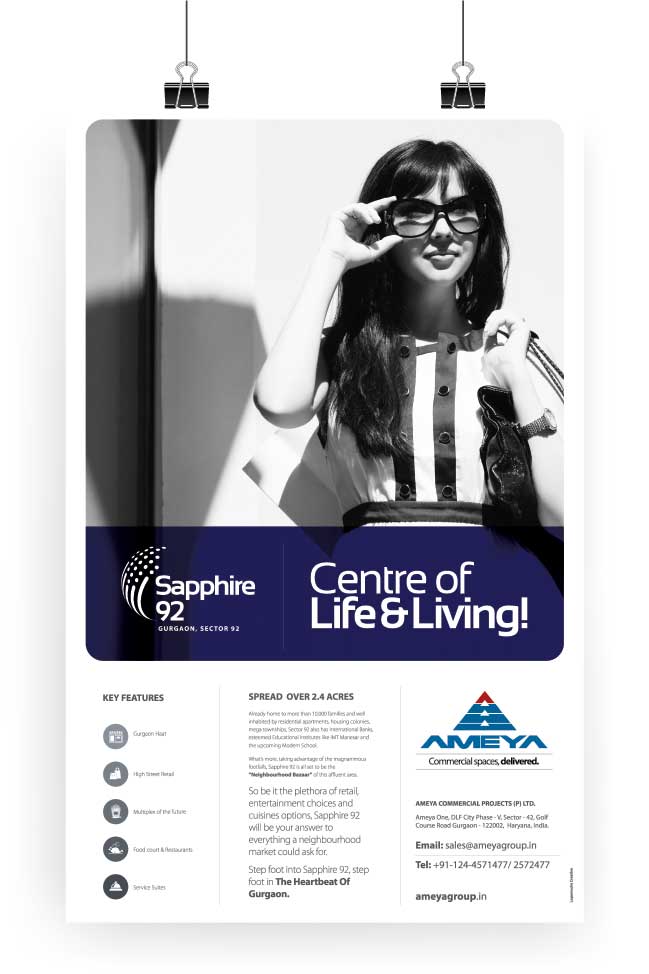 Sapphire
92
GURGAON, SECTOR 92
Centre of
Life & Living!
KEY FEATURES
Gurgaon Haat
High Street Retail
Multiplex of the future
Food court & Restaurants
Service Suites
SPREAD OVER 2.4 ACRES
Already home to more than 10,000 families and well
inhabited by residential apartments, housing colonies,
mega townships, Sector 92 also has International Banks,
esteemed Educational Institutes like IMT Manesar and
the upcoming Modern School.
What's more, taking advantage of the magnanimous
footfalls, Sapphire 92 is all set to be the
"Neighbourhood Bazaar" of this affluent area.
So be it the plethora of retail,
entertainment choices and
cuisines options, Sapphire 92
will be your answer to
everything a neighbourhood
market could ask for.
Step foot into Sapphire 92, step
foot in The Heartbeat Of
Gurgaon.
AMEYA
Commercial spaces, delivered.
AMEYA COMMERCIAL PROJECTS (P) LTD.
Ameya One, DLF City Phase - V, Sector - 42, Golf
Course Road Gurgaon - 122002, Haryana, India.
Email: sales@ameyagroup.in
Tel: +91-124-4571477/ 2572477
ameyagroup.in